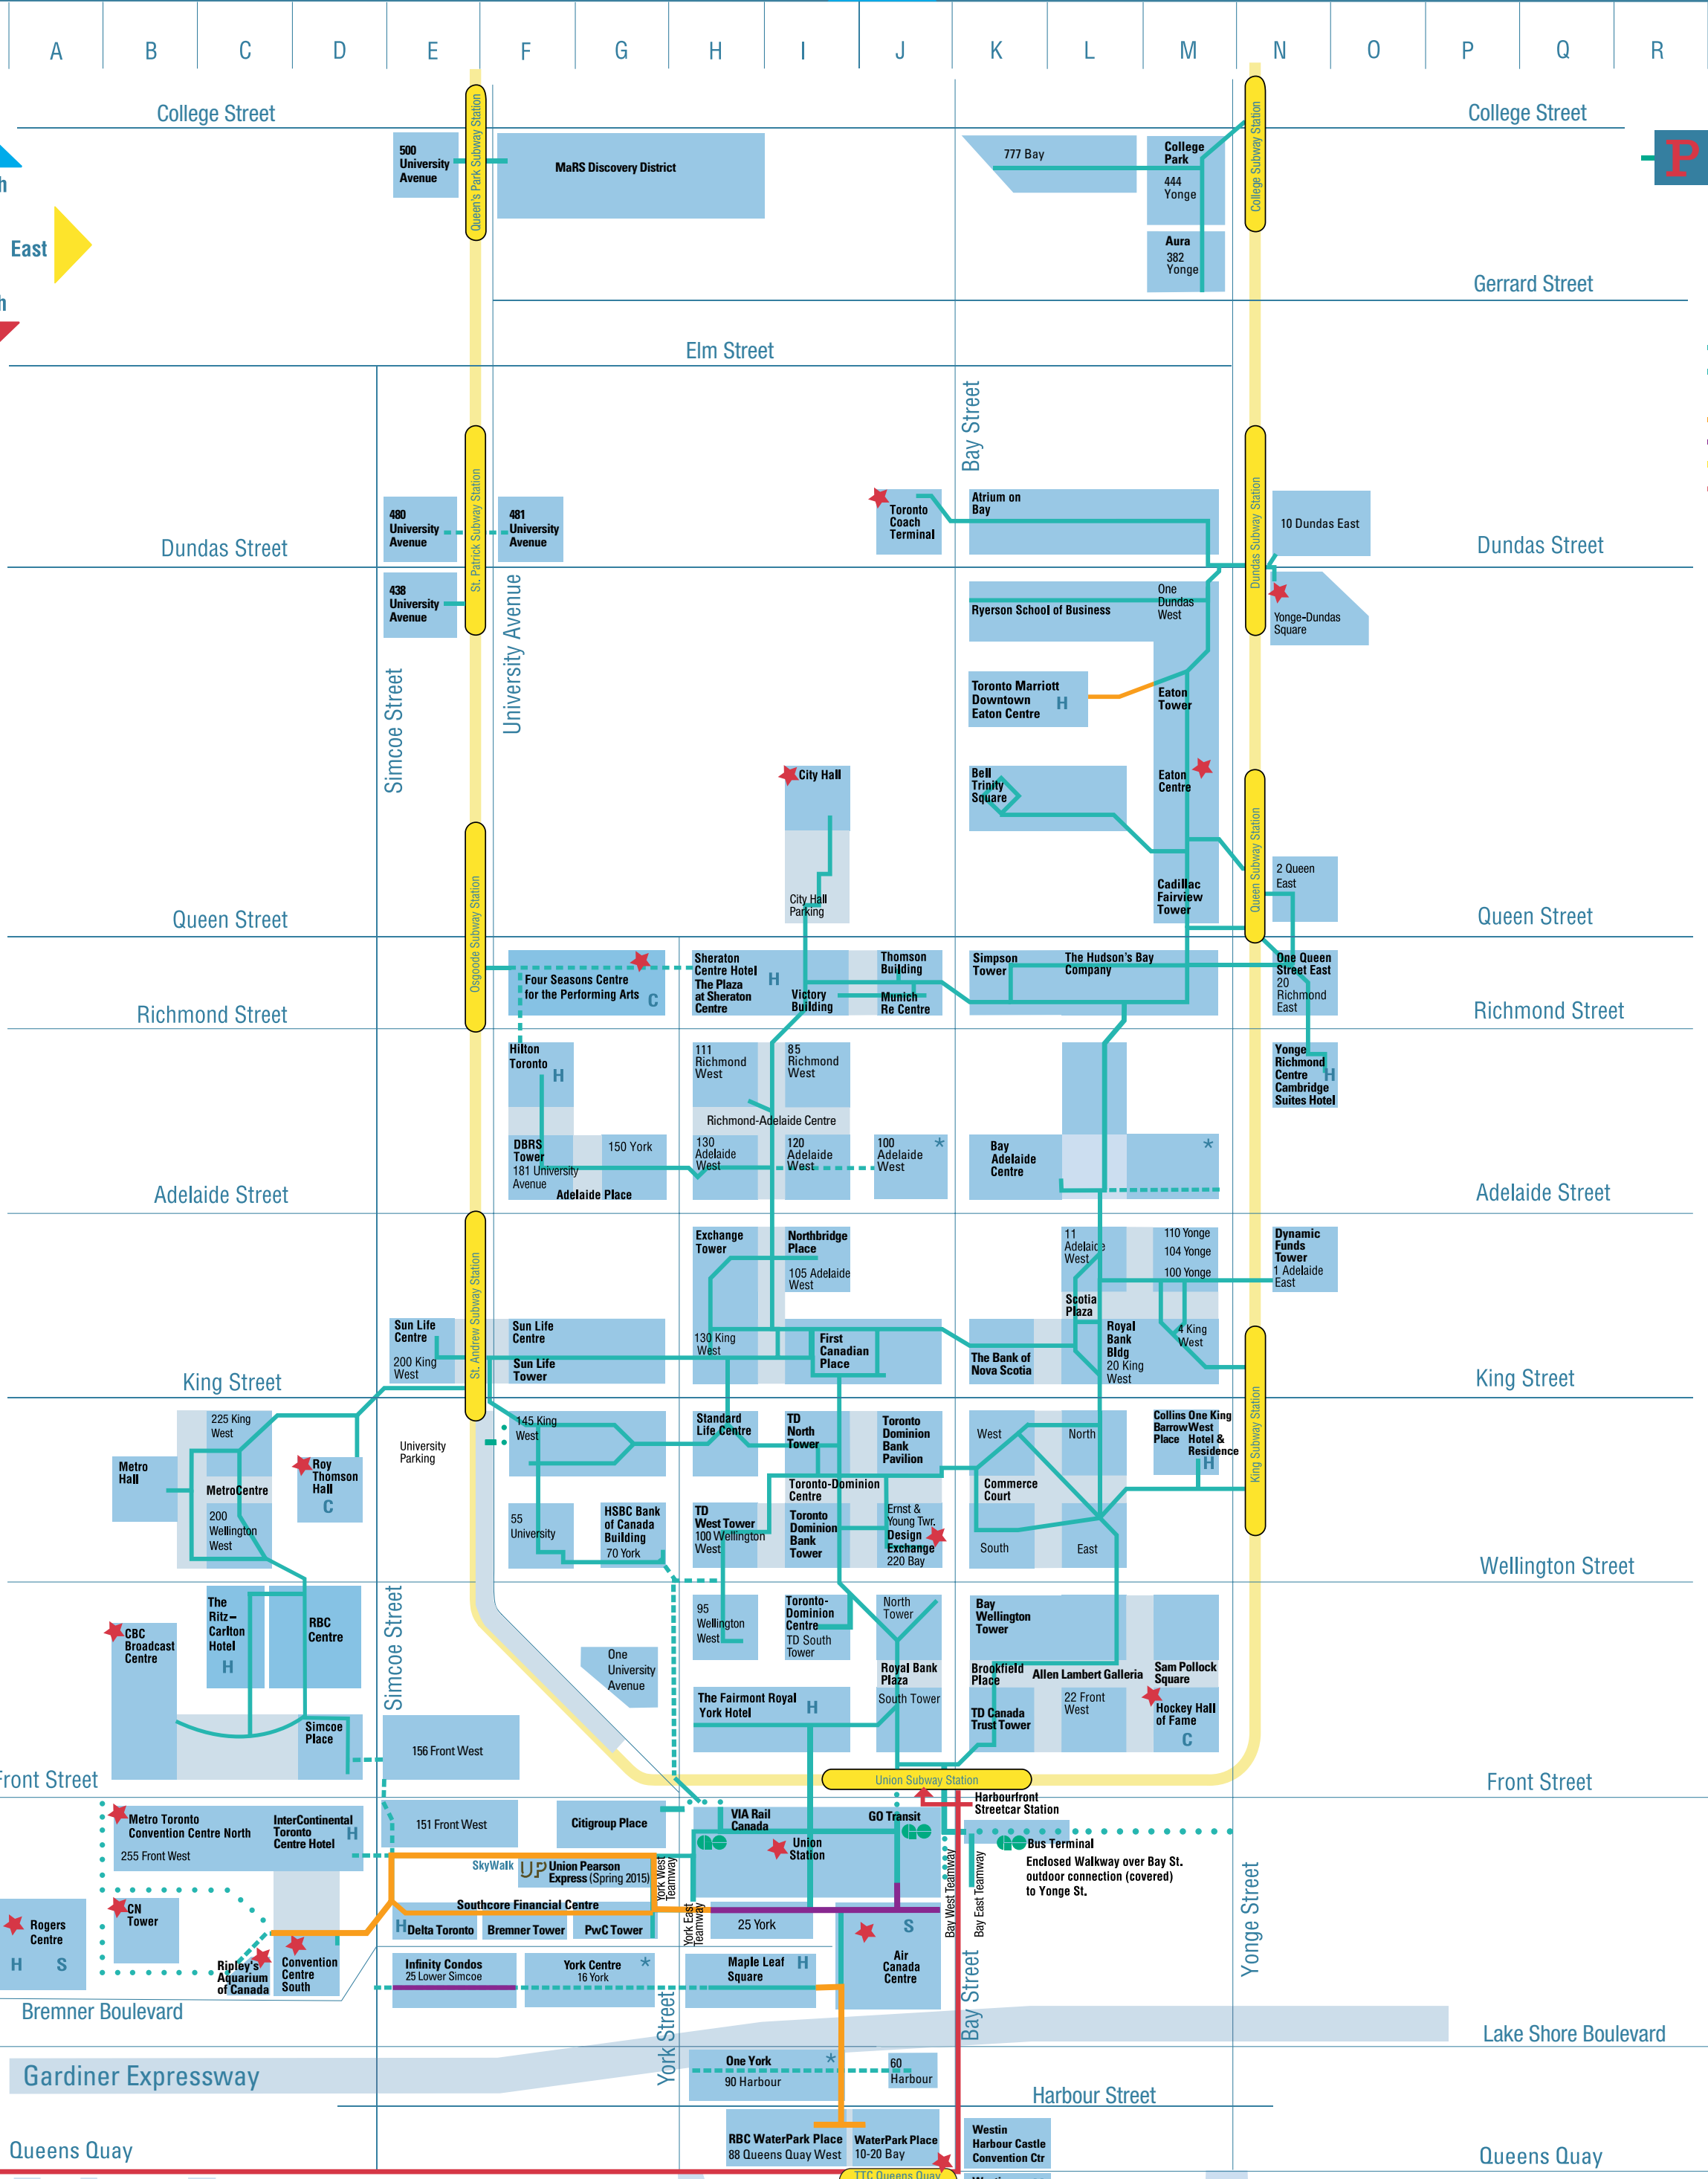 A B C D E F G H I J K L M N O P Q R
College Street
College Street
Queen's Park Subway Station
College Subway Station
500
University
Avenue
MaRS Discovery District
777 Bay
College
Park
444
Yonge
P
h
East
h
Aura
382
Yonge
Gerrard Street
Elm Street
Bay Street
St. Patrick Subway Station
Dundas Subway Station
480
University
Avenue
481
University
Avenue
Toronto
Coach
Terminal
Atrium on
Bay
10 Dundas East
Dundas Street
Dundas Street
438
University
Avenue
University Avenue
Simcoe Street
Ryerson School of Business
One
Dundas
West
Yonge-Dundas
Square
Toronto Marriott
Downtown
Eaton Centre
H
Eaton
Tower
City Hall
Bell
Trinity
Square
Eaton
Centre
Queen Subway Station
Osgoode Subway Station
City Hall
Parking
Cadillac
Fairview
Tower
2 Queen
East
Queen Street
Queen Street
Four Seasons Centre
for the Performing Arts
C
Sheraton
Centre Hotel
The Plaza
at Sheraton
Centre
H
Victory
Building
Thomson
Building
Munich
Re Centre
Simpson
Tower
The Hudson's Bay
Company
One Queen
Street East
20
Richmond
East
Richmond Street
Richmond Street
Hilton
Toronto
H
111
Richmond
West
85
Richmond
West
Yonge
Richmond
Centre
H
Cambridge
Suites Hotel
Richmond-Adelaide Centre
DBRS
Tower
181 University
Avenue
150 York
Adelaide Place
130
Adelaide
West
120
Adelaide
West
100
Adelaide
West
*
Bay
Adelaide
Centre
*
Adelaide Street
Adelaide Street
St. Andrew Subway Station
Exchange
Tower
Northbridge
Place
105 Adelaide
West
11
Adelaide
West
110 Yonge
104 Yonge
100 Yonge
Dynamic
Funds
Tower
1 Adelaide
East
Scotia
Plaza
Sun Life
Centre
200 King
West
Sun Life
Centre
Sun Life
Tower
130 King
West
First
Canadian
Place
The Bank of
Nova Scotia
Royal
Bank
Bldg
20 King
West
4 King
West
King Street
King Street
King Subway Station
225 King
West
Metro
Hall
MetroCentre
200
Wellington
West
Roy
Thomson
Hall
C
University
Parking
145 King
West
Standard
Life Centre
TD
North
Tower
Toronto
Dominion
Bank
Pavilion
West
North
Collins
Barrow
Place
One King
West
Hotel &
Residence
H
Toronto-Dominion
Centre
Commerce
Court
55
University
HSBC Bank
of Canada
Building
70 York
TD
West Tower
100 Wellington
West
Toronto
Dominion
Bank
Tower
Ernst &
Young Twr.
Design
Exchange
220 Bay
South
East
Wellington Street
The
Ritz–
Carlton
Hotel
H
RBC
Centre
CBC
Broadcast
Centre
Simcoe Street
95
Wellington
West
Toronto-
Dominion
Centre
TD South
Tower
North
Tower
Bay
Wellington
Tower
One
University
Avenue
Royal Bank
Plaza
South Tower
Brookfield
Place
Allen Lambert Galleria
Sam Pollock
Square
The Fairmont Royal
York Hotel
H
TD Canada
Trust Tower
22 Front
West
Hockey Hall
of Fame
C
Simcoe
Place
156 Front West
Front Street
Union Subway Station
Front Street
Harbourfront
Streetcar Station
Metro Toronto
Convention Centre North
255 Front West
InterContinental
Toronto
Centre Hotel
H
151 Front West
Citigroup Place
VIA Rail
Canada
Union
Station
GO Transit
Bus Terminal
Enclosed Walkway over Bay St.
outdoor connection (covered)
to Yonge St.
SkyWalk
UP
Union Pearson
Express (Spring 2015)
York West
Teamway
York East
Teamway
Bay West Teamway
Bay East Teamway
Southcore Financial Centre
H
Delta Toronto
Bremner Tower
PwC Tower
25 York
S
Air
Canada
Centre
Rogers
Centre
H
S
CN
Tower
Ripley's
Aquarium
of Canada
Convention
Centre
South
Infinity Condos
25 Lower Simcoe
York Centre
16 York
*
Maple Leaf
Square
H
York Street
Bay Street
Yonge Street
Bremner Boulevard
Lake Shore Boulevard
Gardiner Expressway
One York
90 Harbour
*
60
Harbour
Harbour Street
RBC WaterPark Place
88 Queens Quay West
WaterPark Place
10-20 Bay
Westin
Harbour Castle
Convention Ctr
Queens Quay
Queens Quay
TTC Queens Quay